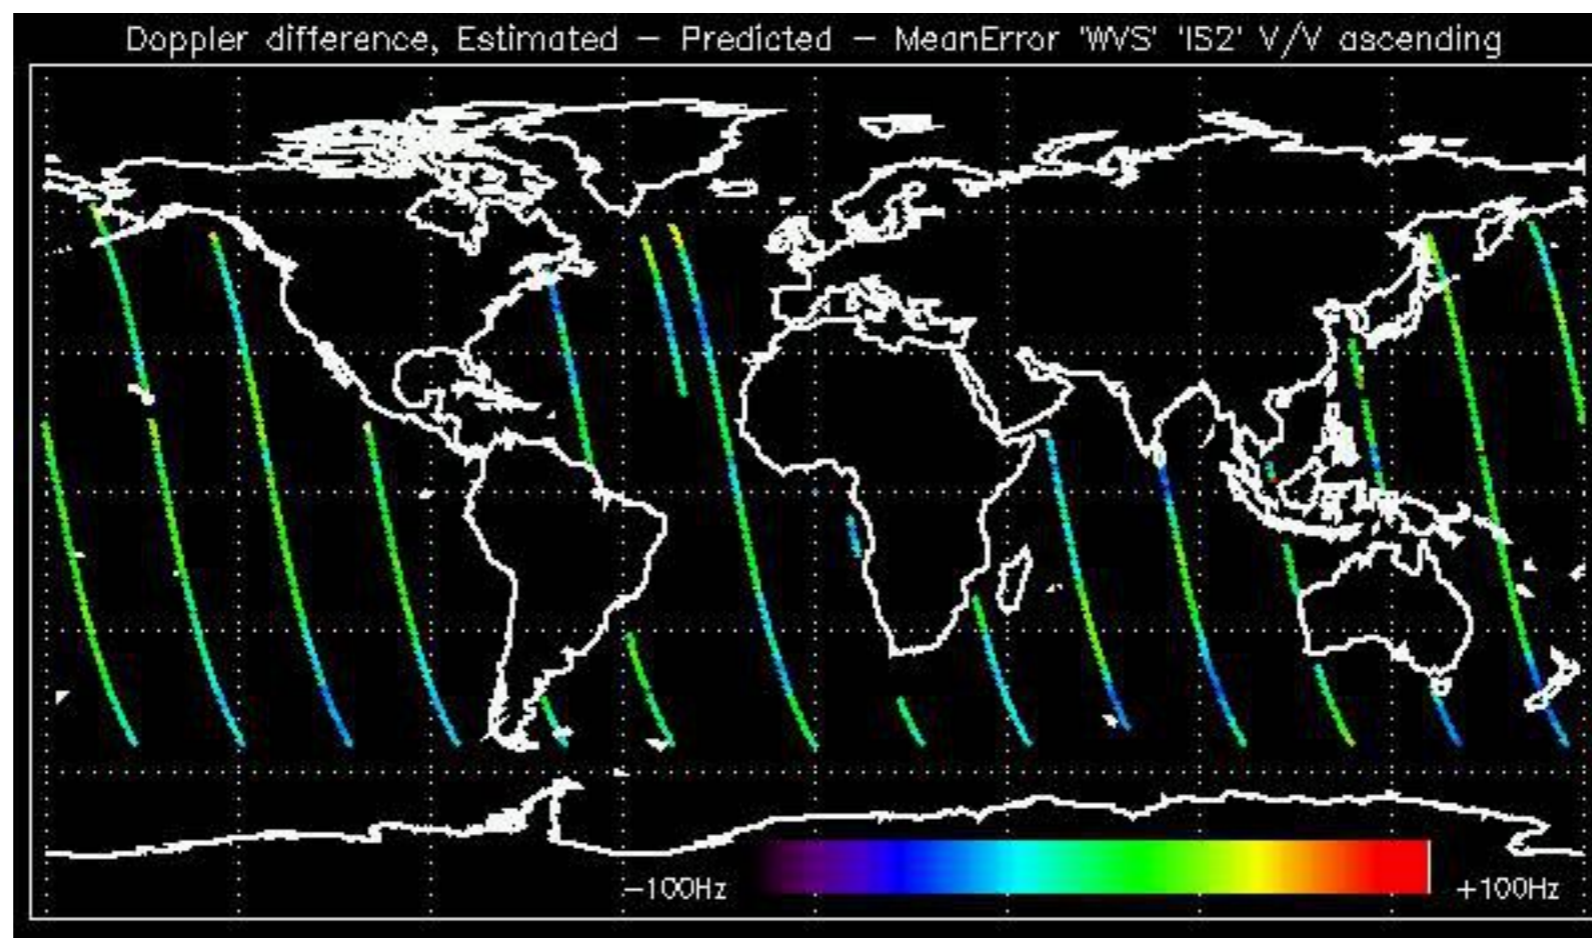 Doppler difference, Estimated – Predicted – MeanError 'WVS' 'IS2' V/V ascending
–100Hz
+100Hz